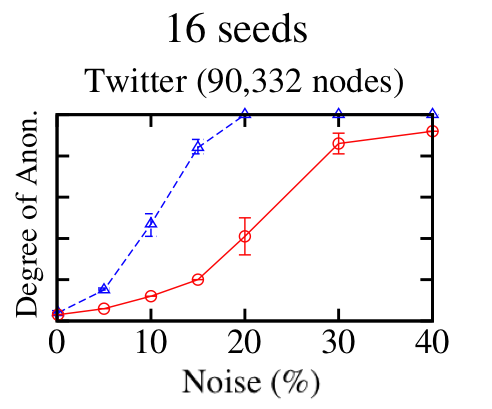 16 seeds
Twitter (90,332 nodes)
Degree of Anon.
0 10 20 30 40
Noise (%)